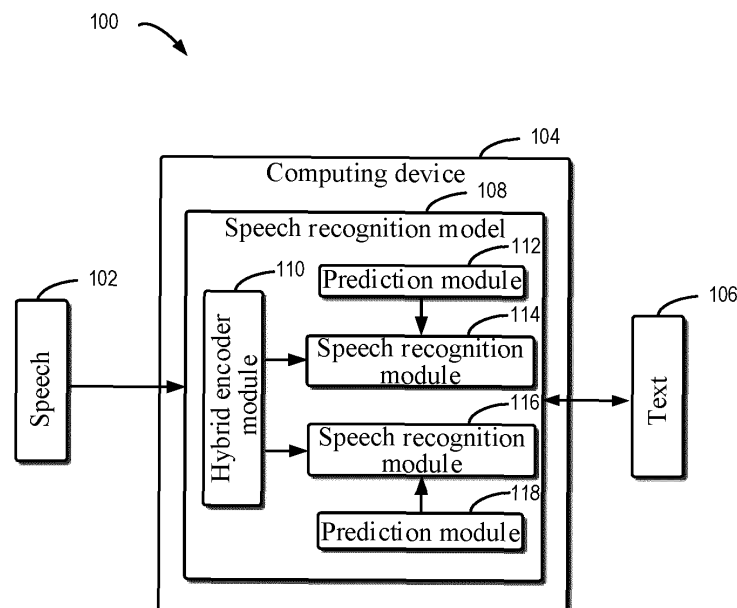 100
104
Computing device
108
Speech recognition model
112
110
Prediction module
102
106
114
Speech recognition
module
Hybrid encoder
module
Speech
Text
116
Speech recognition
module
118
Prediction module